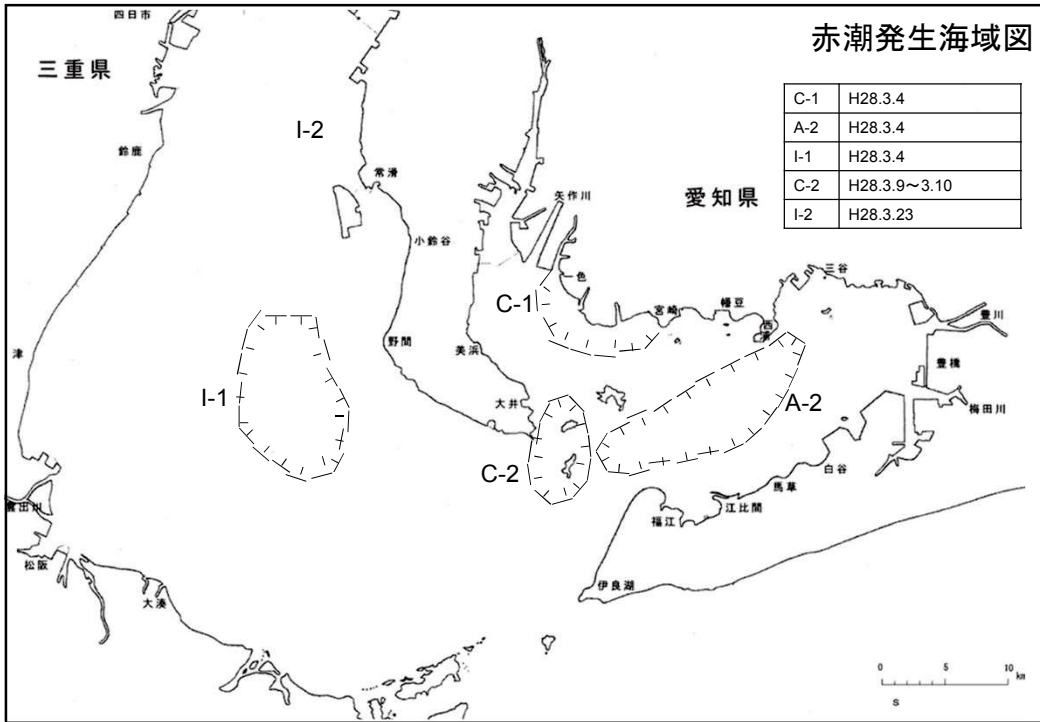 赤潮発生海域図
C-1 H28.3.4
A-2 H28.3.4
I-1 H28.3.4
C-2 H28.3.9~3.10
I-2 H28.3.23
四日市
三重県
鈴鹿
I-2
常滑
小鈴谷
矢作川
愛知県
一色
C-1
宮崎
幡豆
西浦
三谷
豊川
豊橋
梅田川
津
I-1
野間
美浜
大井
C-2
A-2
白谷
馬草
江比間
福江
伊良湖
松阪
大湊
0 5 10
km
S